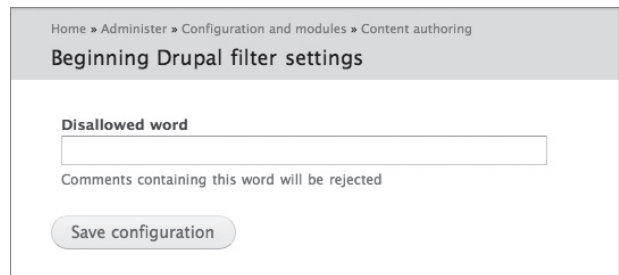 Home » Administer » Configuration and modules » Content authoring
Beginning Drupal filter settings
Disallowed word
Comments containing this word will be rejected
Save configuration